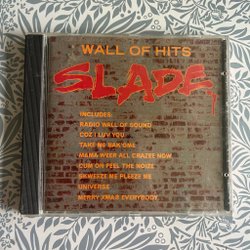 WALL OF HITS
SLADE
INCLUDES:
RADIO WALL OF SOUND
COZ I LUV YOU
TAKE ME BAK 'OME
MAMA WEER ALL CRAZEE NOW
CUM ON FEEL THE NOIZE
SKWEEZE ME PLEEZE ME
UNIVERSE
MERRY XMAS EVERYBODY